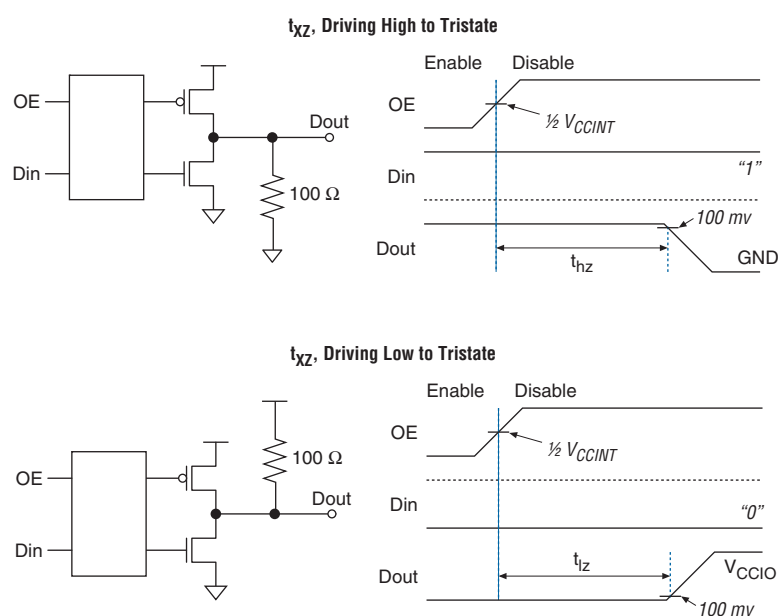 tXZ, Driving High to Tristate
Enable Disable
OE
Din
Dout
100 Ω
OE
½ VCCINT
Din
"1"
Dout
100 mv
thz
GND
tXZ, Driving Low to Tristate
Enable Disable
OE
Din
100 Ω
Dout
OE
½ VCCINT
Din
"0"
Dout
tlz
VCCIO
100 mv